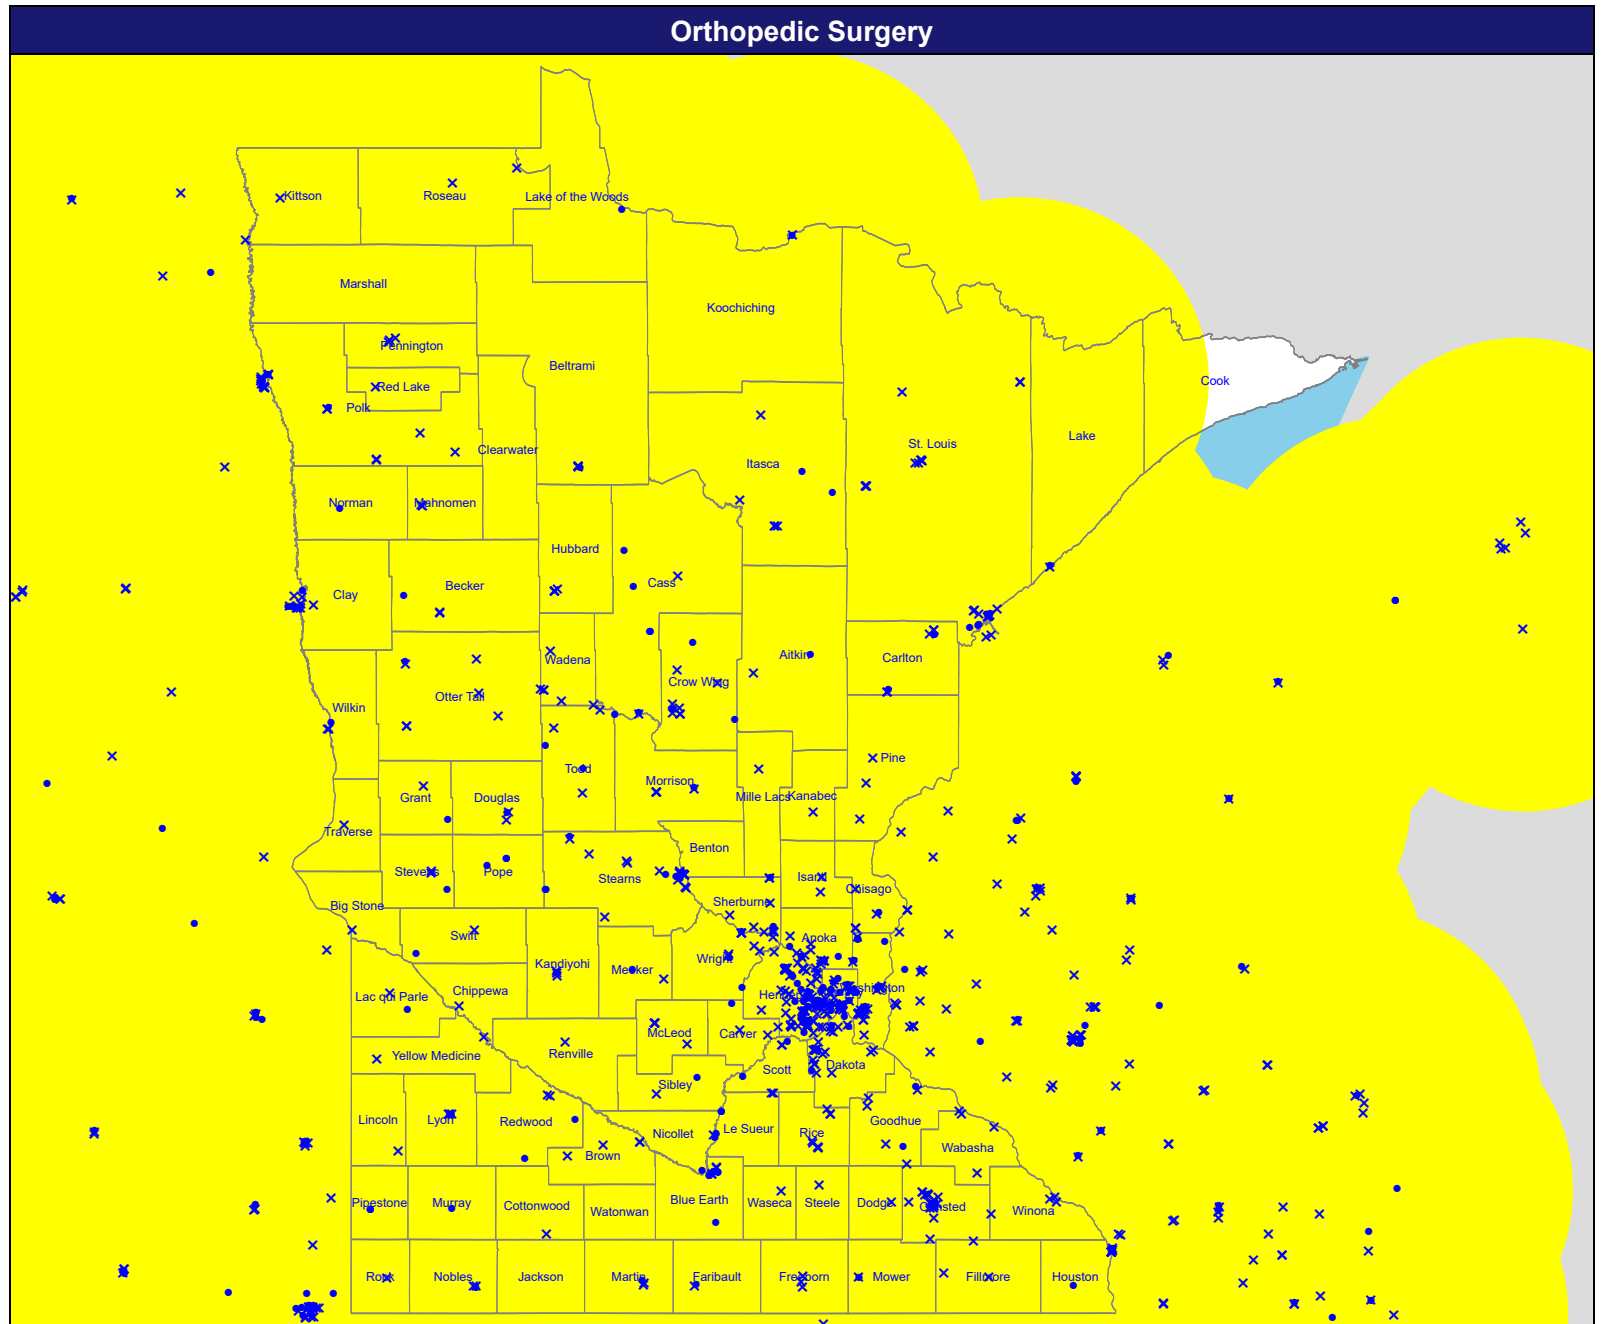 Orthopedic Surgery
Kittson
Roseau
Lake of the Woods
Marshall
Koochiching
Pennington
Beltrami
Red Lake
Cook
Polk
Lake
St. Louis
Clearwater
Itasca
Norman
Mahnomen
Hubbard
Cass
Becker
Clay
Aitkin
Carlton
Wadena
Crow Wing
Otter Tail
Wilkin
Pine
Todd
Morrison
Mille Lacs
Kanabec
Grant
Douglas
Traverse
Benton
Stevens
Pope
Stearns
Isanti
Chisago
Sherburne
Big Stone
Swift
Anoka
Wright
Kandiyohi
Meeker
Hennepin
Washington
Lac qui Parle
Chippewa
McLeod
Carver
Yellow Medicine
Renville
Scott
Dakota
Sibley
Lincoln
Lyon
Redwood
Goodhue
Le Sueur
Rice
Nicollet
Wabasha
Brown
Pipestone
Murray
Cottonwood
Watonwan
Blue Earth
Waseca
Steele
Dodge
Olmsted
Winona
Rock
Nobles
Jackson
Martin
Faribault
Freeborn
Mower
Fillmore
Houston